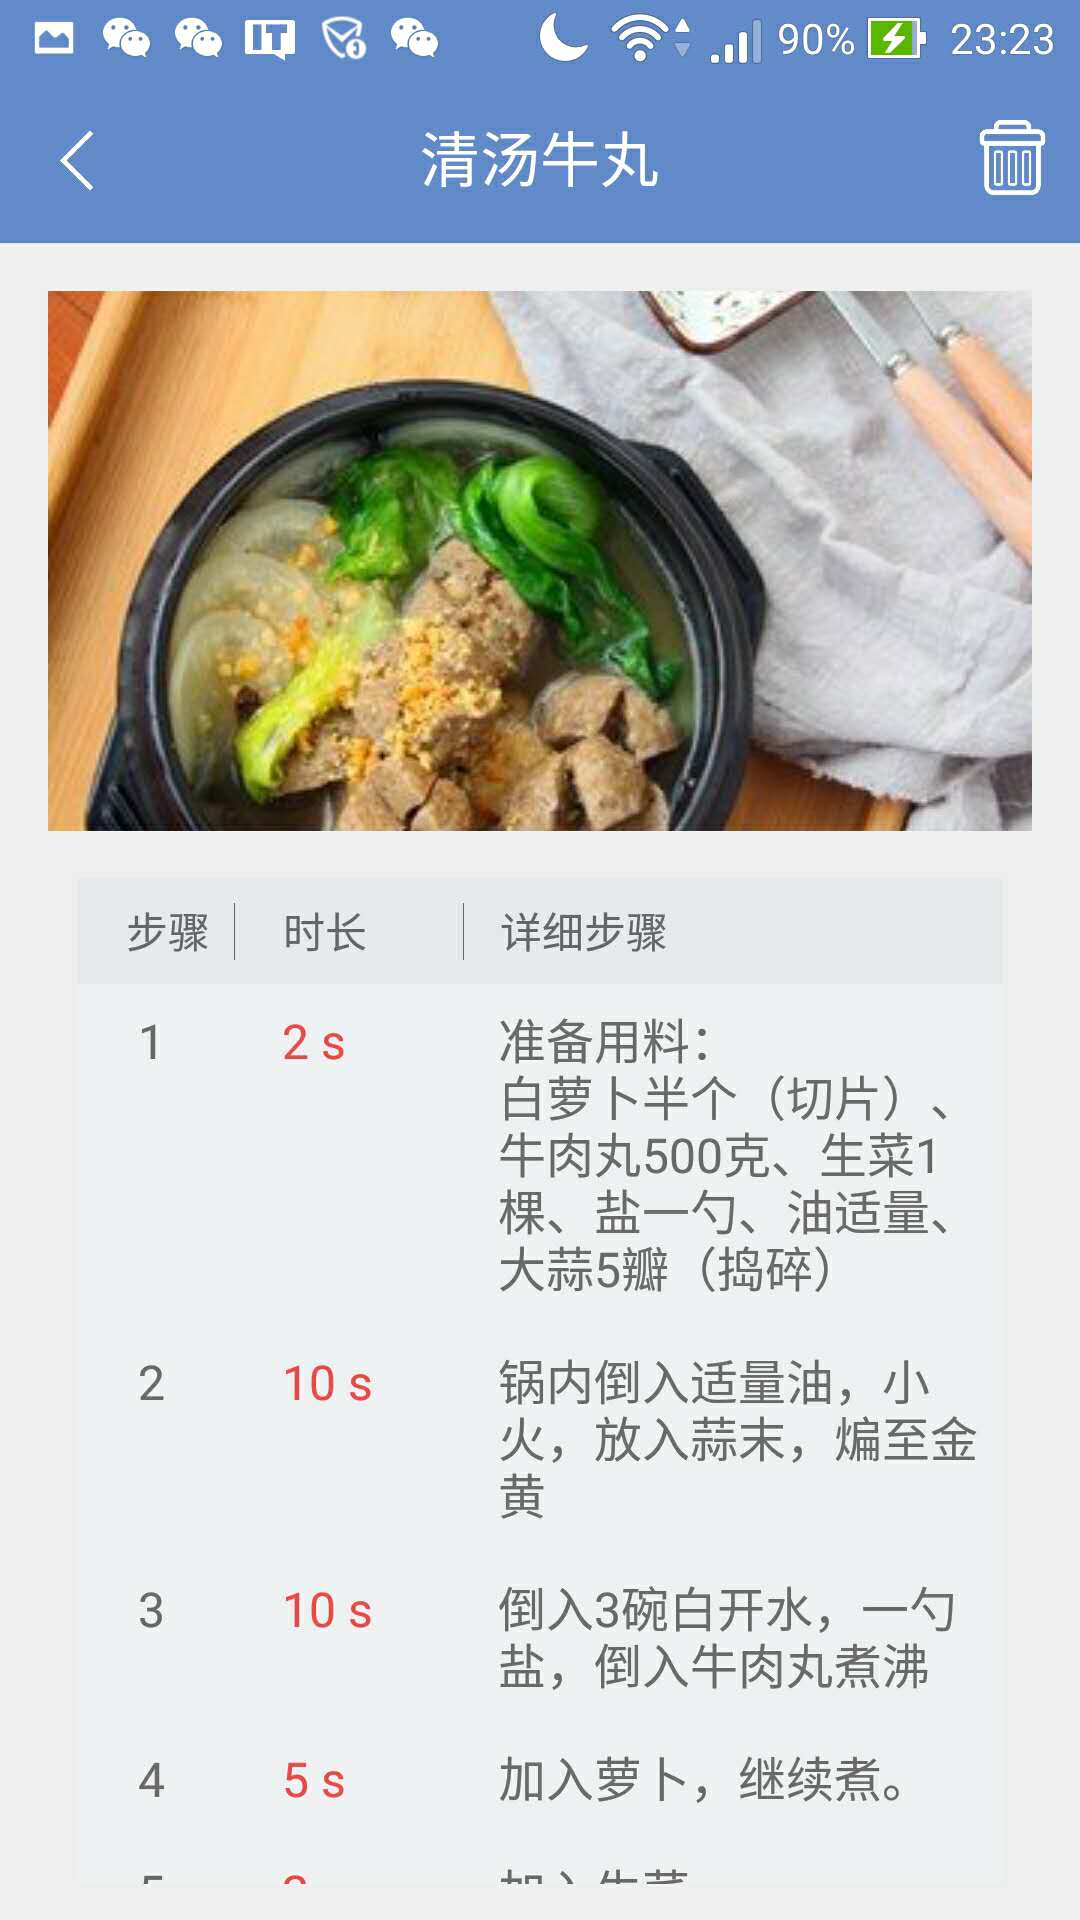 IT
90%
23:23
清汤牛丸
步骤 时长 详细步骤
1 2 s 准备用料：
白萝卜半个（切片）、
牛肉丸500克、生菜1
棵、盐一勺、油适量、
大蒜5瓣（捣碎）
2 10 s 锅内倒入适量油，小
火，放入蒜末，煸至金
黄
3 10 s 倒入3碗白开水，一勺
盐，倒入牛肉丸煮沸
4 5 s 加入萝卜，继续煮。